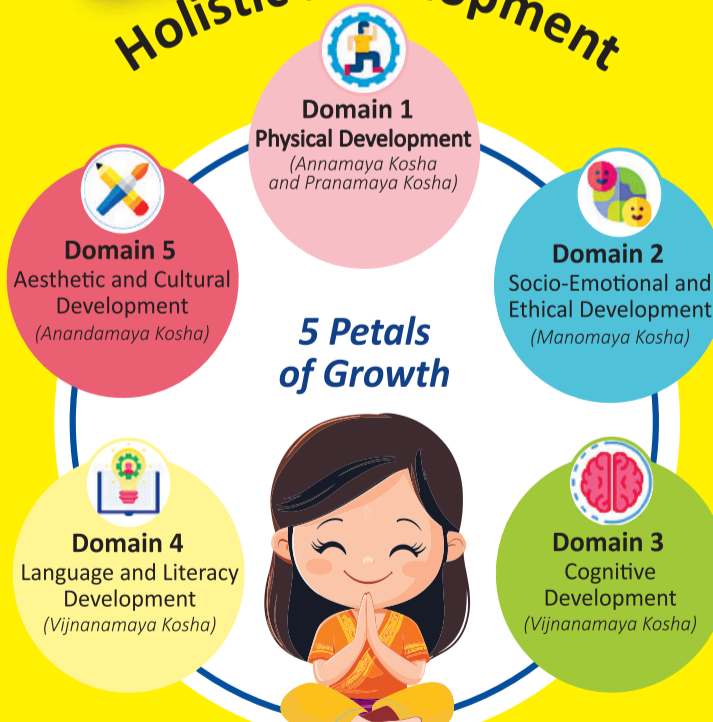 Holistic
Domain 1
Physical Development
(Annamaya Kosha
and Pranamaya Kosha)
Domain 2
Socio-Emotional and
Ethical Development
(Manomaya Kosha)
Domain 3
Cognitive
Development
(Vijnanamaya Kosha)
Domain 4
Language and Literacy
Development
(Vijnanamaya Kosha)
Domain 5
Aesthetic and Cultural
Development
(Anandamaya Kosha)
5 Petals
of Growth